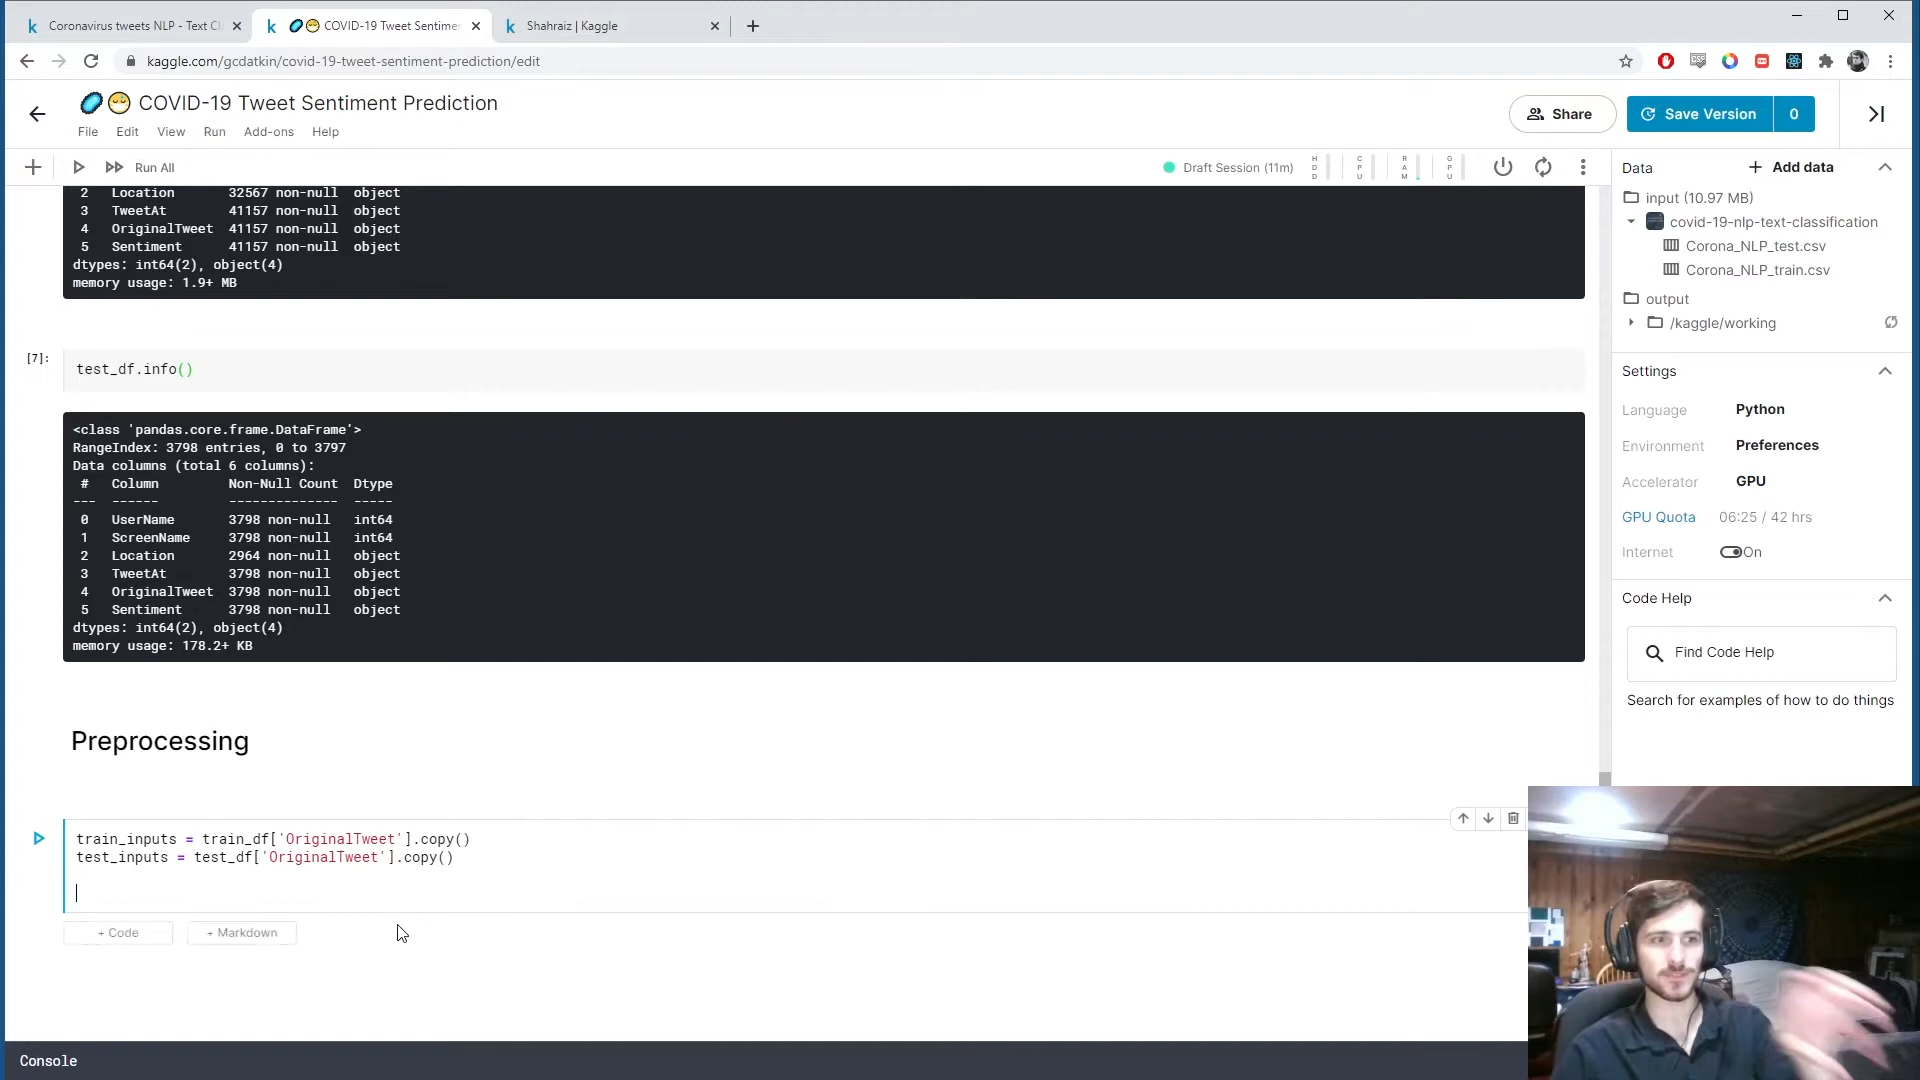 Coronavirus tweets NLP - Text Cl
COVID-19 Tweet Sentimen
Shahraiz | Kaggle
kaggle.com/gcdatkin/covid-19-tweet-sentiment-prediction/edit
COVID-19 Tweet Sentiment Prediction
File Edit View Run Add-ons Help
Share
Save Version 0
Run All
Draft Session (11m)
HDD
CPU
RAM
GPU
2 Location 32567 non-null object
3 TweetAt 41157 non-null object
4 OriginalTweet 41157 non-null object
5 Sentiment 41157 non-null object
dtypes: int64(2), object(4)
memory usage: 1.9+ MB
[7]:
test_df.info()
<class 'pandas.core.frame.DataFrame'>
RangeIndex: 3798 entries, 0 to 3797
Data columns (total 6 columns):
# Column Non-Null Count Dtype
--- ------ -------------- -----
0 UserName 3798 non-null int64
1 ScreenName 3798 non-null int64
2 Location 2964 non-null object
3 TweetAt 3798 non-null object
4 OriginalTweet 3798 non-null object
5 Sentiment 3798 non-null object
dtypes: int64(2), object(4)
memory usage: 178.2+ KB
Preprocessing
train_inputs = train_df['OriginalTweet'].copy()
test_inputs = test_df['OriginalTweet'].copy()
+ Code
+ Markdown
Console
Data
+ Add data
input (10.97 MB)
covid-19-nlp-text-classification
Corona_NLP_test.csv
Corona_NLP_train.csv
output
/kaggle/working
Settings
Language Python
Environment Preferences
Accelerator GPU
GPU Quota 06:25 / 42 hrs
Internet On
Code Help
Find Code Help
Search for examples of how to do things